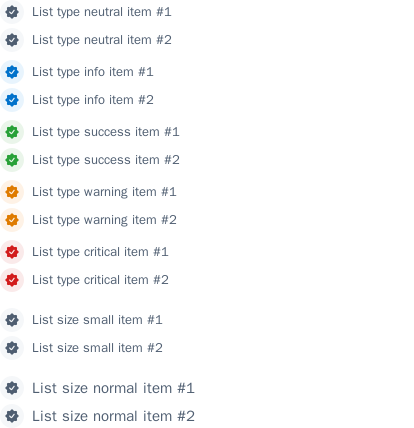 List type neutral item #1
List type neutral item #2
List type info item #1
List type info item #2
List type success item #1
List type success item #2
List type warning item #1
List type warning item #2
List type critical item #1
List type critical item #2
List size small item #1
List size small item #2
List size normal item #1
List size normal item #2